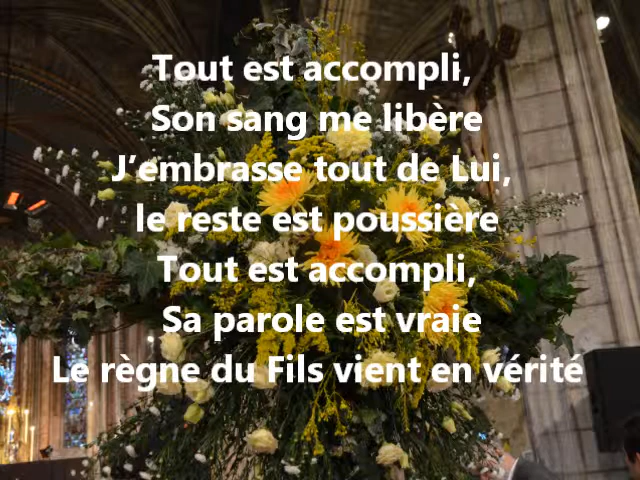 Tout est accompli,
Son sang me libère
J’embrasse tout de Lui,
le reste est poussière
Tout est accompli,
Sa parole est vraie
Le règne du Fils vient en vérité